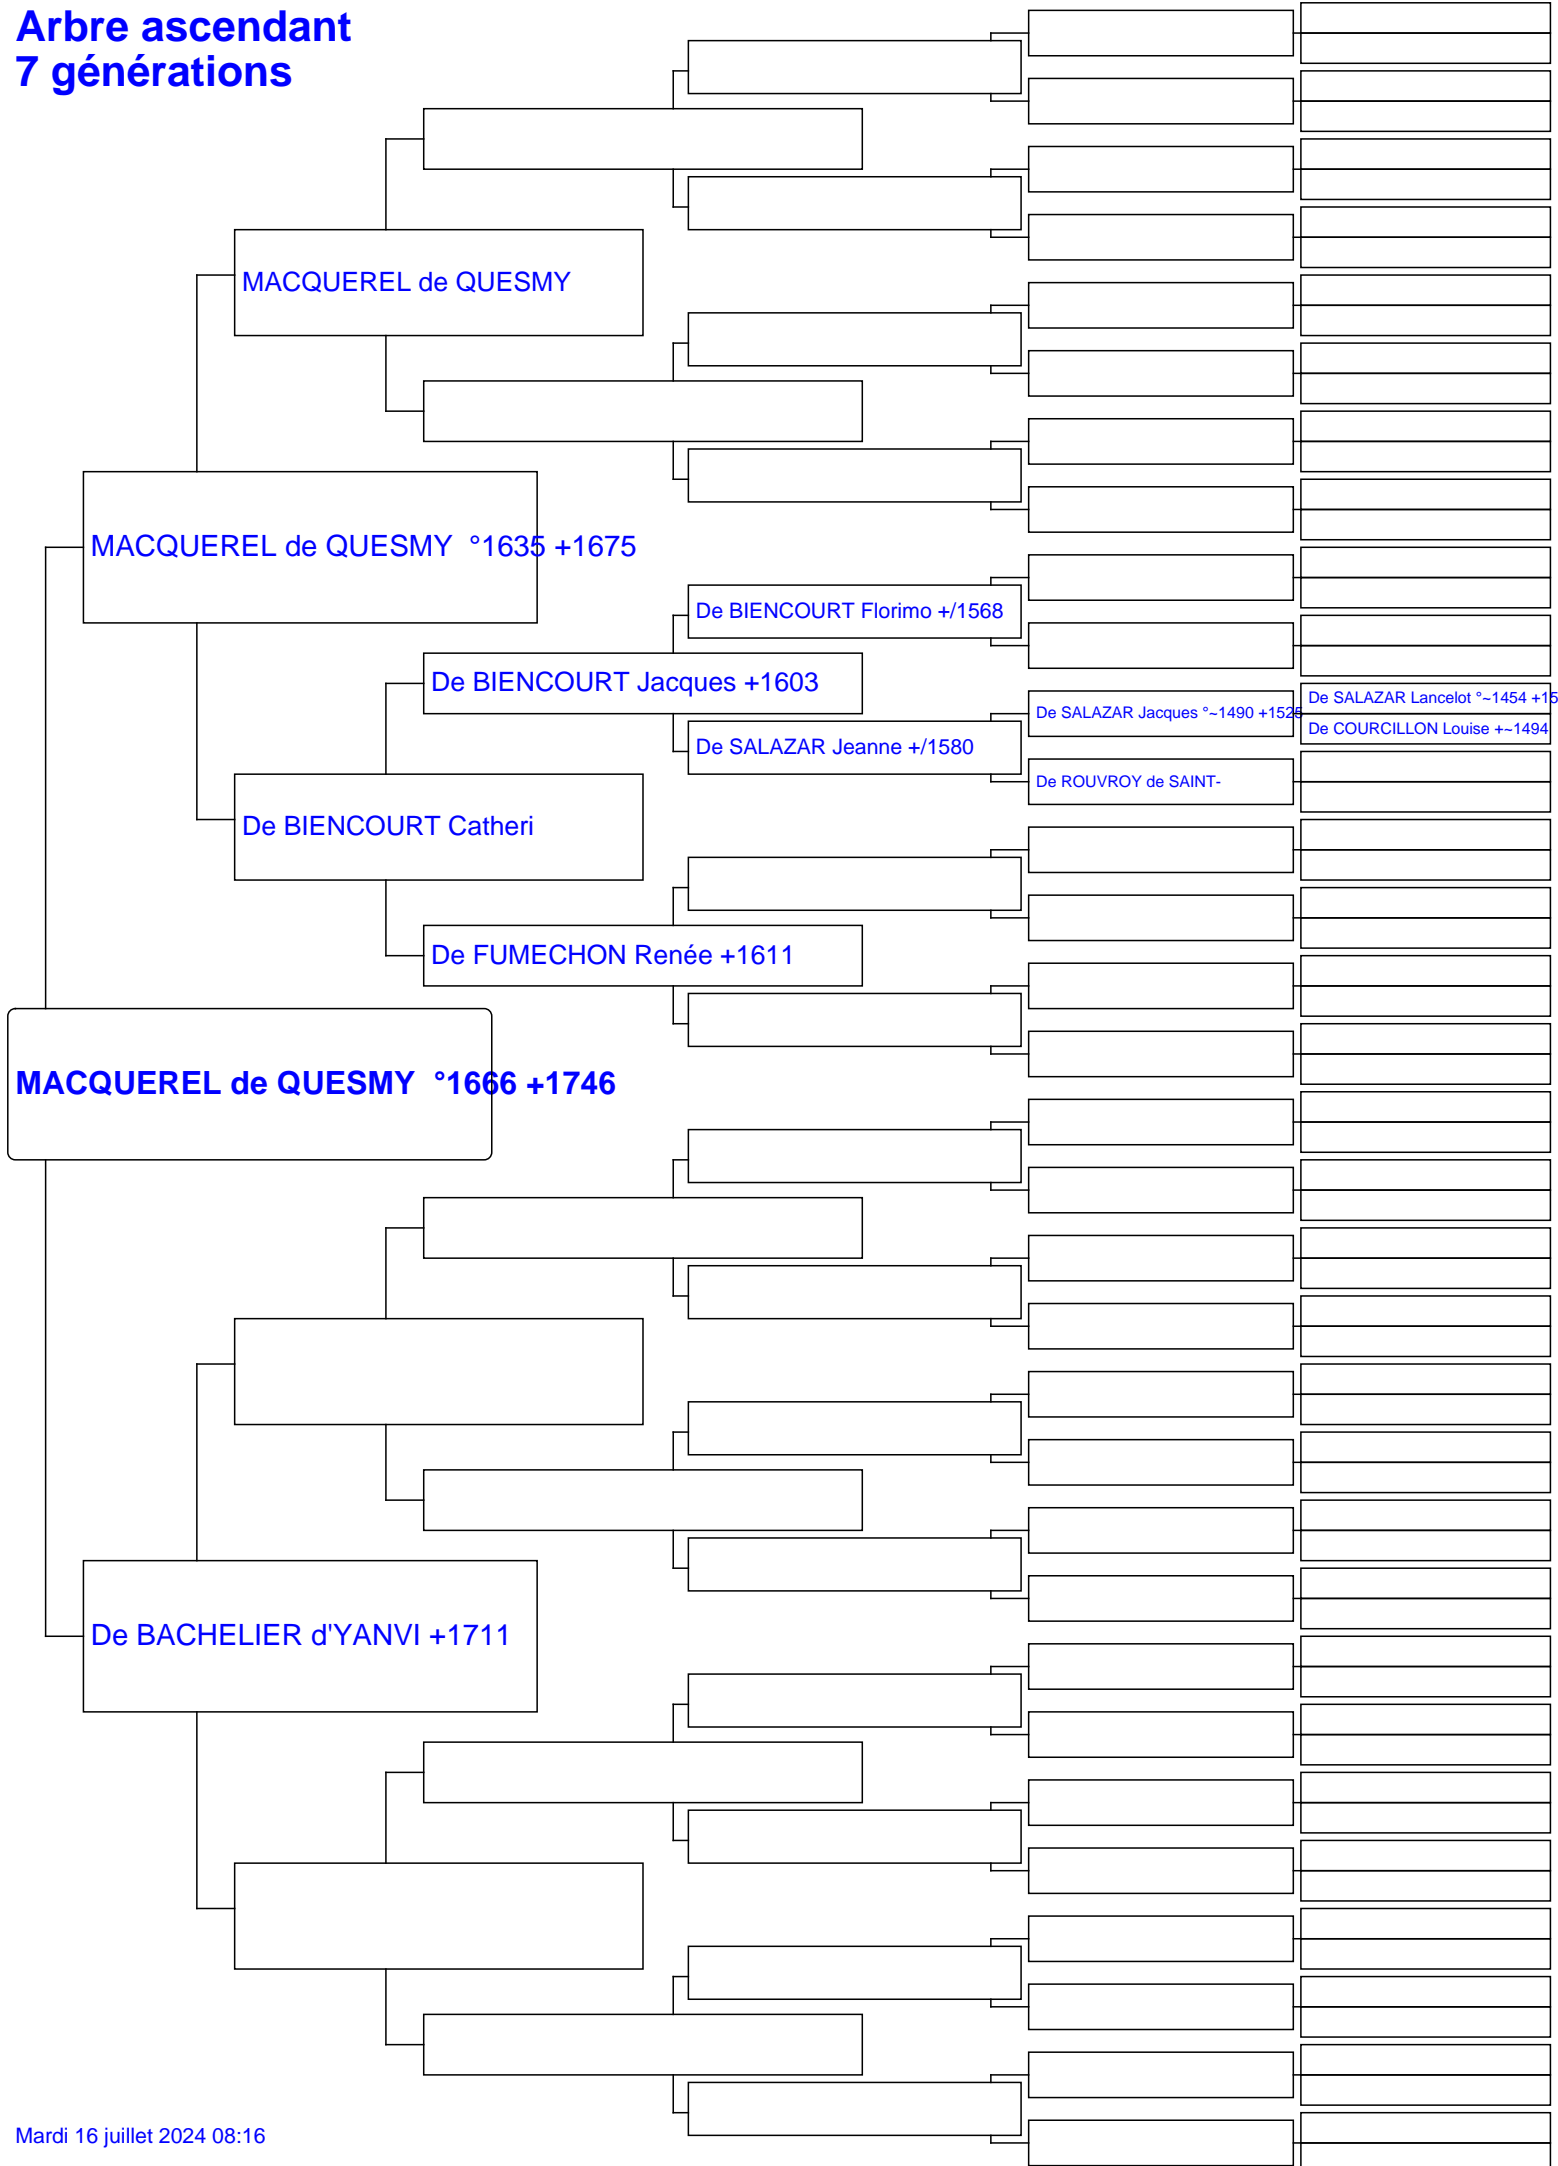 Arbre ascendant
7 générations
MACQUEREL de QUESMY
MACQUEREL de QUESMY  °1635 +1675
De BIENCOURT Florimo +/1568
De BIENCOURT Jacques +1603
De SALAZAR Lancelot °~1454 +15
De SALAZAR Jacques °~1490 +1525
De COURCILLON Louise +~1494
De SALAZAR Jeanne +/1580
De ROUVROY de SAINT-
De BIENCOURT Catheri
De FUMECHON Renée +1611
MACQUEREL de QUESMY  °1666 +1746
De BACHELIER d'YANVI +1711
Mardi 16 juillet 2024 08:16